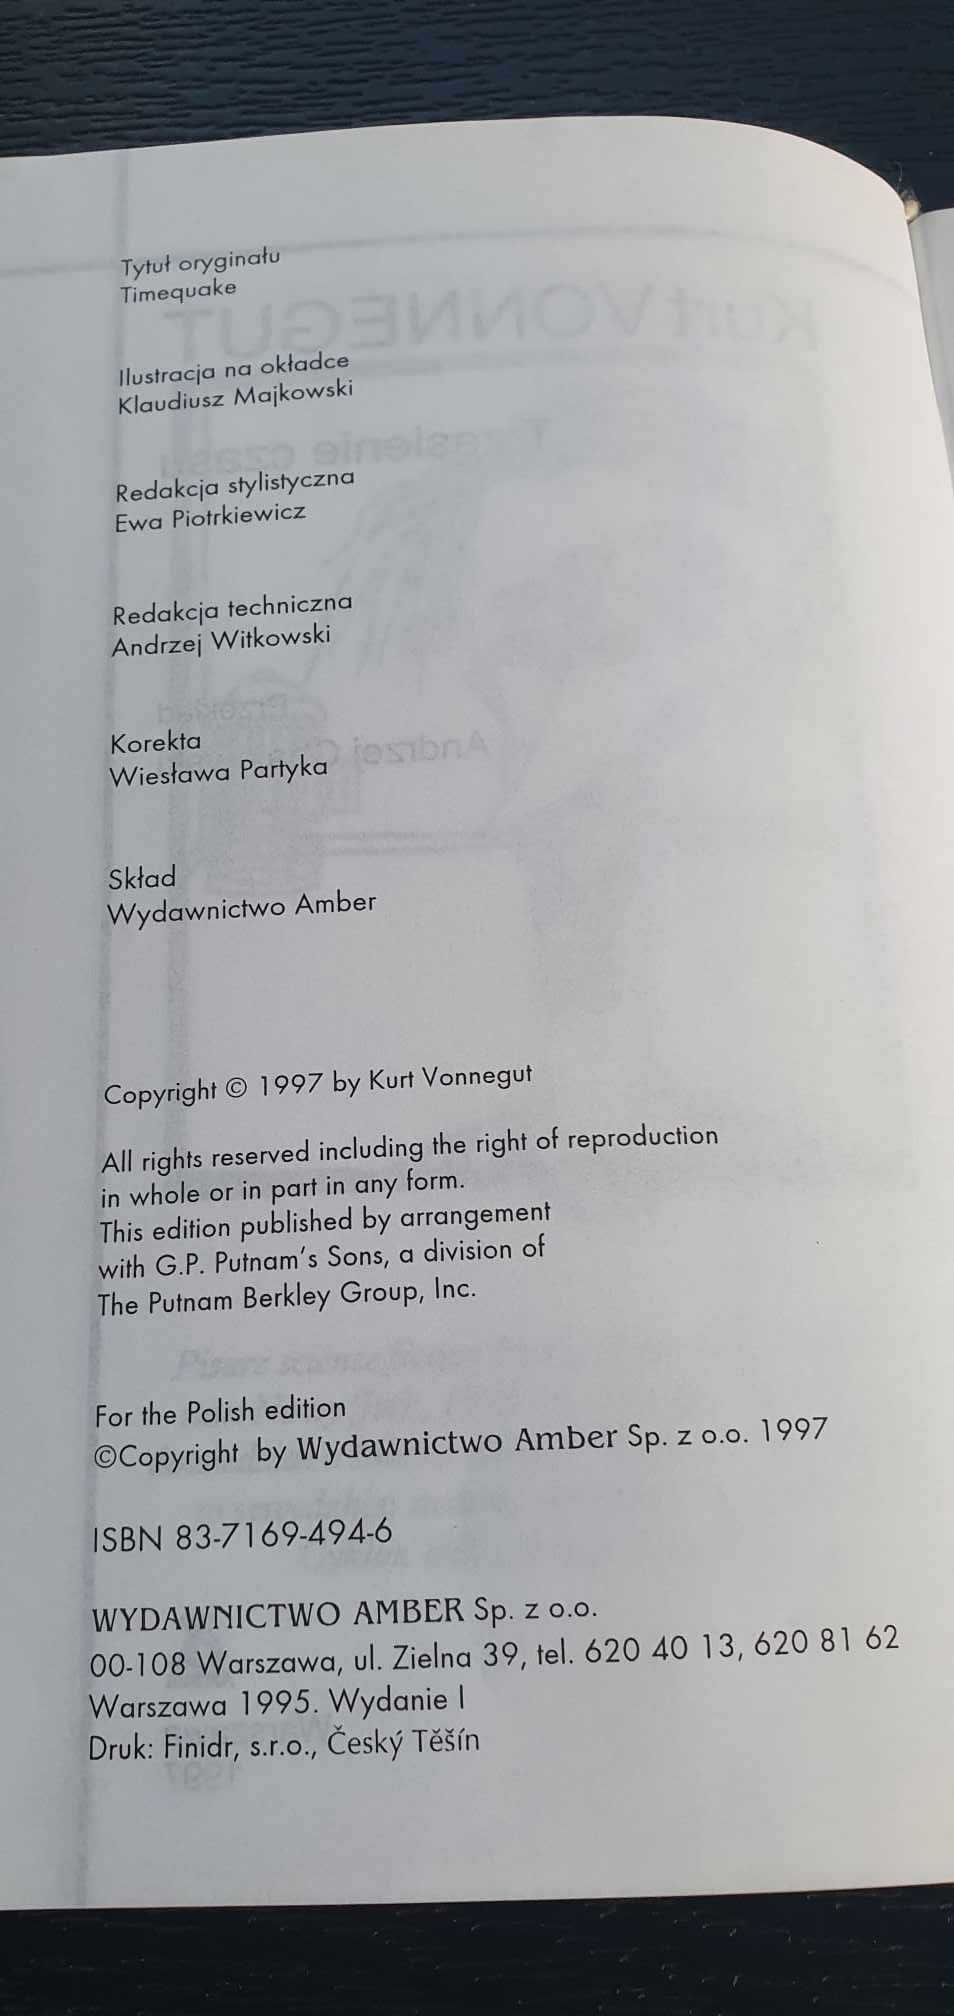 Tytuł oryginału
Timequake
Ilustracja na okładce
Klaudiusz Majkowski
Redakcja stylistyczna
Ewa Piotrkiewicz
Redakcja techniczna
Andrzej Witkowski
Korekta
Wiesława Partyka
Skład
Wydawnictwo Amber
Copyright © 1997 by Kurt Vonnegut
All rights reserved including the right of reproduction
in whole or in part in any form.
This edition published by arrangement
with G.P. Putnam's Sons, a division of
The Putnam Berkley Group, Inc.
For the Polish edition
©Copyright by Wydawnictwo Amber Sp. z o.o. 1997
ISBN 83-7169-494-6
WYDAWNICTWO AMBER Sp. z o.o.
00-108 Warszawa, ul. Zielna 39, tel. 620 40 13, 620 81 62
Warszawa 1995. Wydanie I
Druk: Finidr, s.r.o., Český Těšín